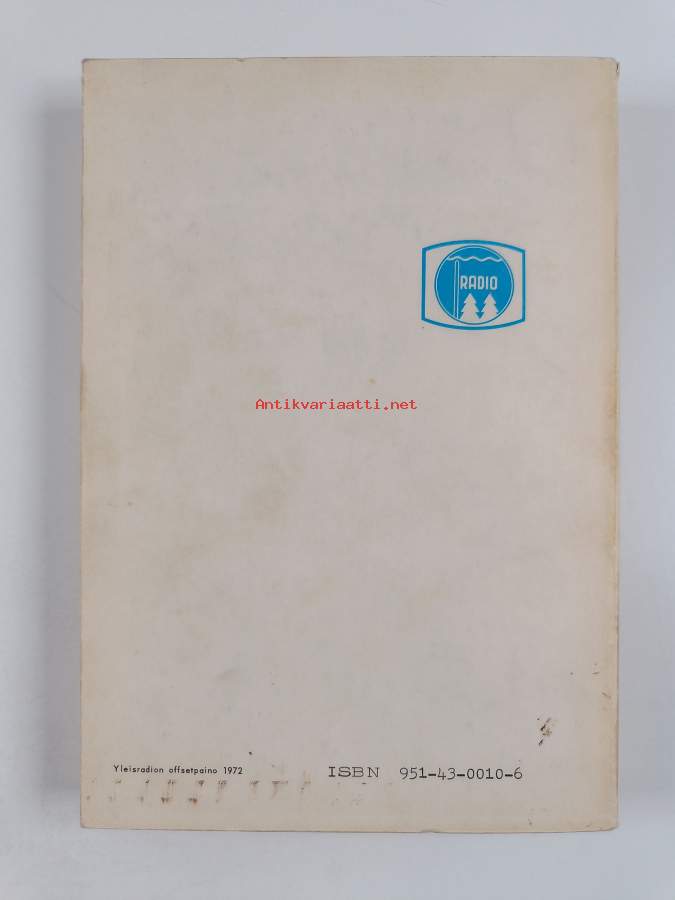 RADIO
Antikvariaatti.net
Yleisradion offsetpaino 1972
ISBN 951-43-0010-6